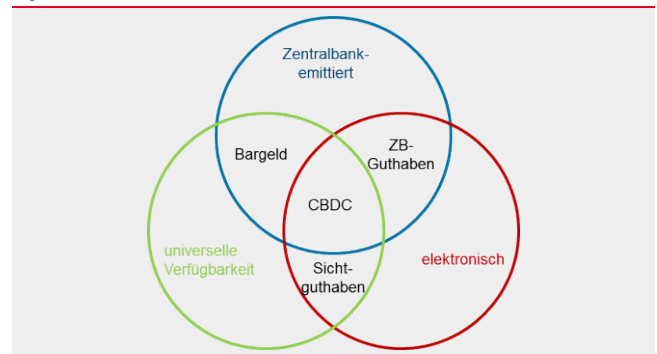 Zentralbank-
emittiert
Bargeld
ZB-
Guthaben
CBDC
universelle
Verfügbarkeit
elektronisch
Sicht-
guthaben